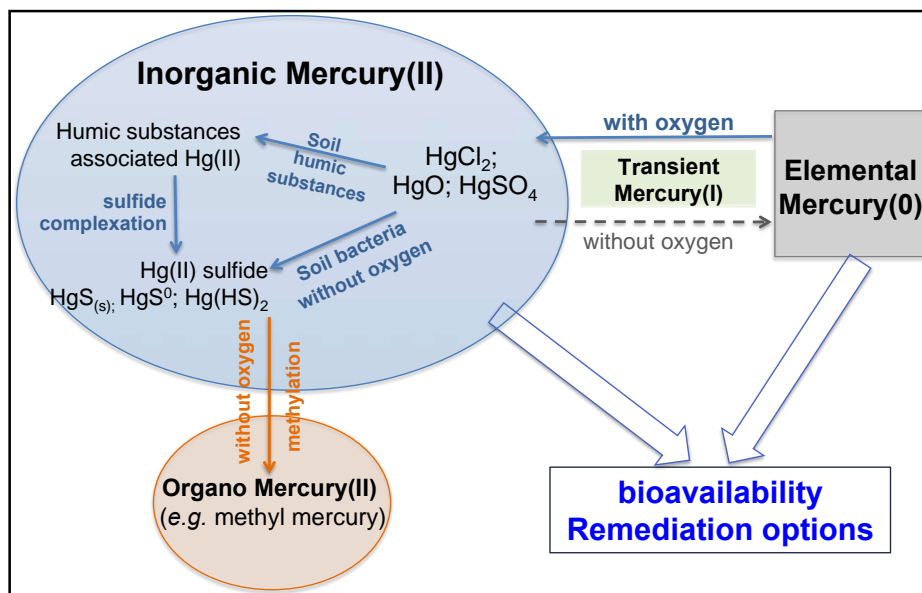 Inorganic Mercury(II)
Humic substances
associated Hg(II)
Soil
humic
substances
HgCl₂;
HgO; HgSO₄
sulfide
complexation
Soil bacteria
without oxygen
Hg(II) sulfide
HgS(s); HgS⁰; Hg(HS)₂
with oxygen
Transient
Mercury(I)
without oxygen
Elemental
Mercury(0)
without oxygen
methylation
Organo Mercury(II)
(e.g. methyl mercury)
bioavailability
Remediation options